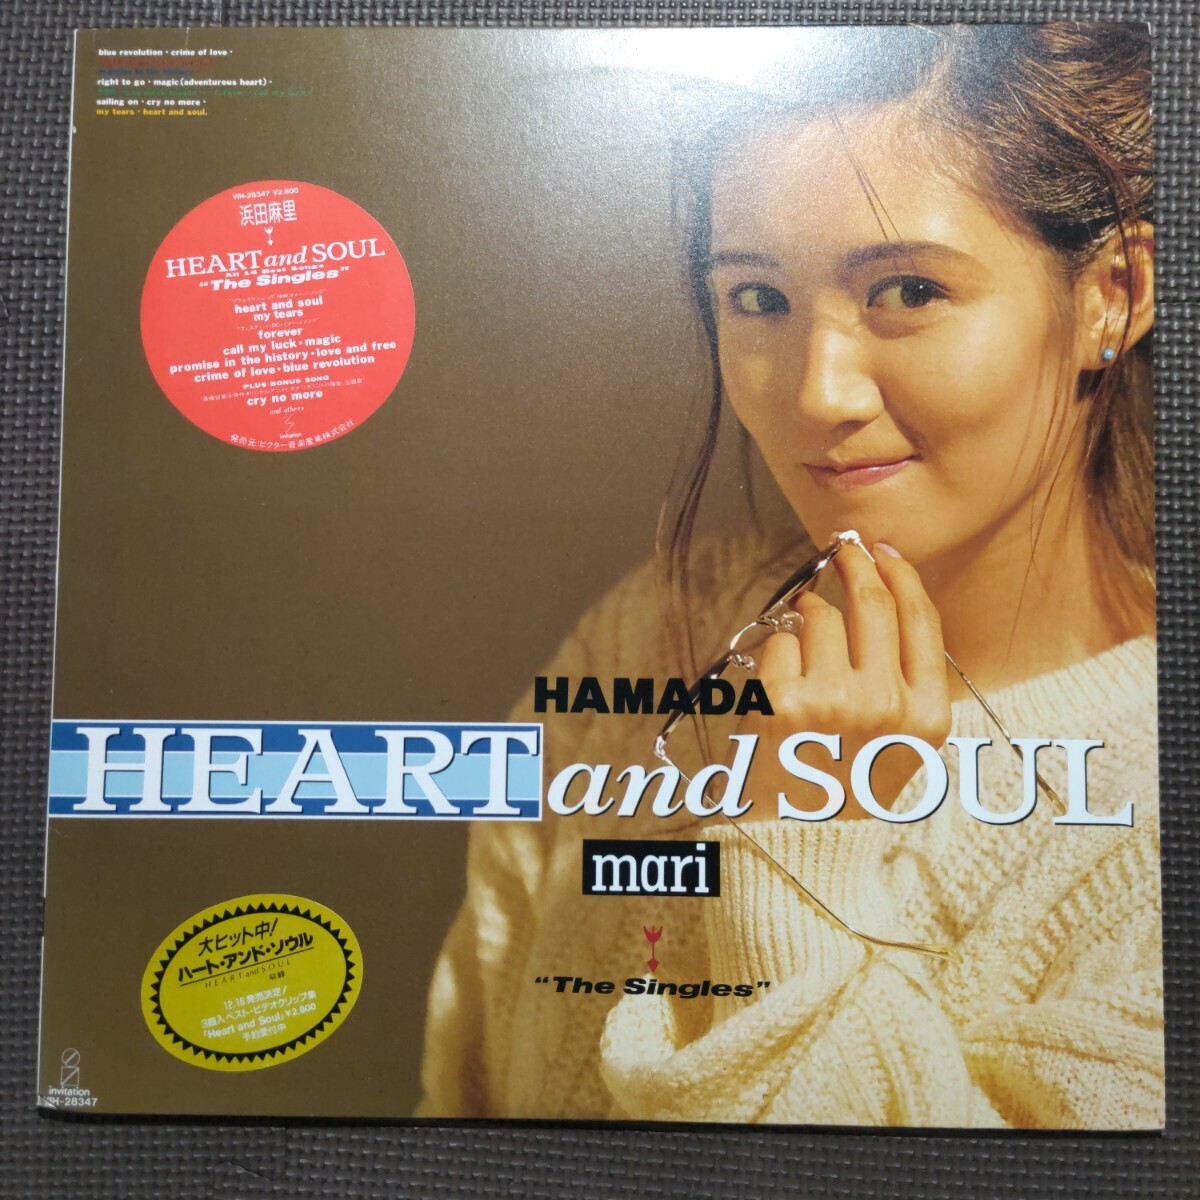 blue revolution・crime of love・
promise in the history
right to go・magic(adventurous heart)・
sailing on・cry no more・
my tears・heart and soul.
VIH-28347 ¥2,800
浜田麻里
HEART and SOUL
All 14 Best Songs
"The Singles"
heart and soul
my tears
forever
call my luck・magic
promise in the history・love and free
crime of love・blue revolution
PLUS BONUS SONG
cry no more
and others
invitation
発売元:ビクター音楽産業株式会社
HAMADA
HEART and SOUL
mari
"The Singles"
大ヒット中!
ハート・アンド・ソウル
HEART and SOUL
収録
12.16発売決定!
3曲入ベスト・ビデオクリップ集
「Heart and Soul」¥2,800
予約受付中
invitation
VIH-28347